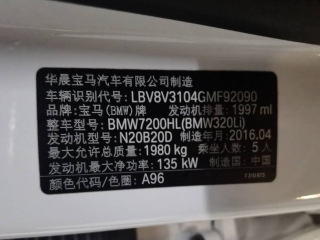 华晨宝马汽车有限公司制造
车辆识别代号: LBV8V3104GMF92090
品牌: 宝马(BMW)牌 发动机排量: 1997 ml
整车型号: BMW7200HL(BMW320Li)
发动机型号: N20B20D 制造年月: 2016.04
最大允许总质量: 1980 kg 乘坐人数: 5 人
发动机最大净功率: 135 kW 制造国: 中国
颜色代码/色圈: A96